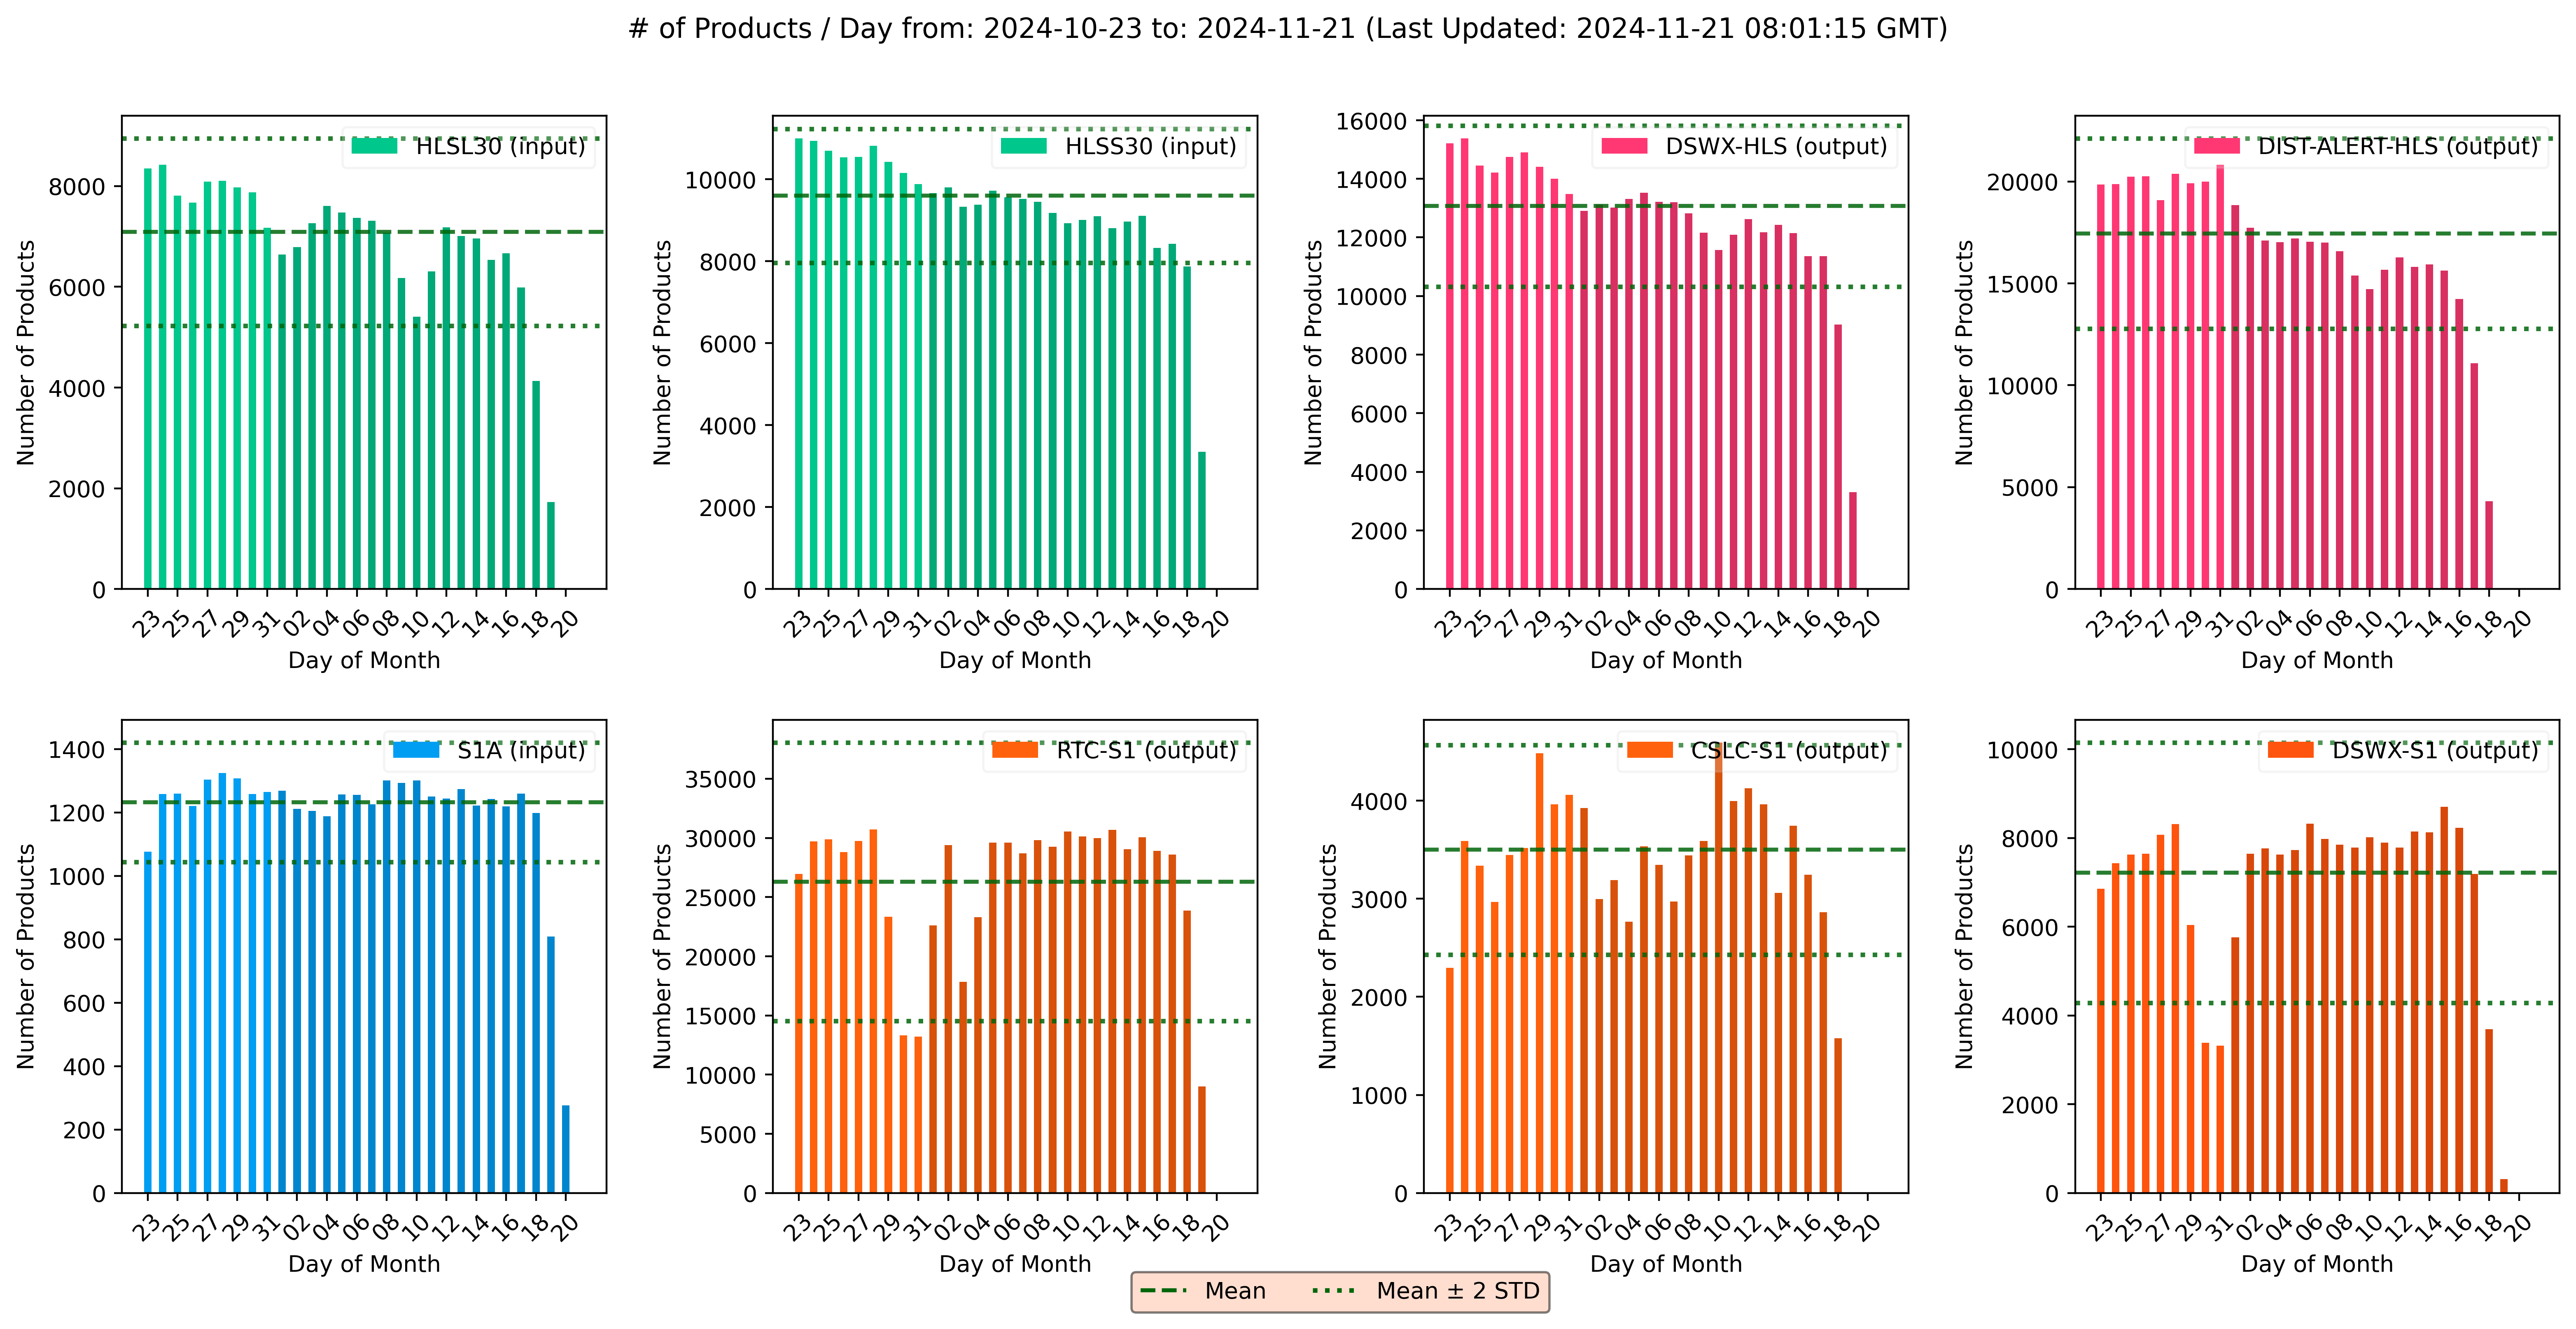 # of Products / Day from: 2024-10-23 to: 2024-11-21 (Last Updated: 2024-11-21 08:01:15 GMT)
HLSL30 (input)
Number of Products
8000
6000
4000
2000
0
23 25 27 29 31 02 04 06 08 10 12 14 16 18 20
Day of Month
HLSS30 (input)
Number of Products
10000
8000
6000
4000
2000
0
23 25 27 29 31 02 04 06 08 10 12 14 16 18 20
Day of Month
DSWX-HLS (output)
Number of Products
16000
14000
12000
10000
8000
6000
4000
2000
0
23 25 27 29 31 02 04 06 08 10 12 14 16 18 20
Day of Month
DIST-ALERT-HLS (output)
Number of Products
20000
15000
10000
5000
0
23 25 27 29 31 02 04 06 08 10 12 14 16 18 20
Day of Month
S1A (input)
Number of Products
1400
1200
1000
800
600
400
200
0
23 25 27 29 31 02 04 06 08 10 12 14 16 18 20
Day of Month
RTC-S1 (output)
Number of Products
35000
30000
25000
20000
15000
10000
5000
0
23 25 27 29 31 02 04 06 08 10 12 14 16 18 20
Day of Month
CSLC-S1 (output)
Number of Products
4000
3000
2000
1000
0
23 25 27 29 31 02 04 06 08 10 12 14 16 18 20
Day of Month
DSWX-S1 (output)
Number of Products
10000
8000
6000
4000
2000
0
23 25 27 29 31 02 04 06 08 10 12 14 16 18 20
Day of Month
Mean
Mean ± 2 STD